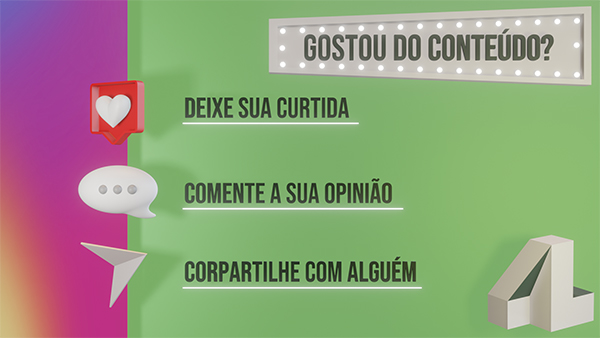 GOSTOU DO CONTEÚDO?
DEIXE SUA CURTIDA
COMENTE A SUA OPINIÃO
CORPARTILHE COM ALGUÉM